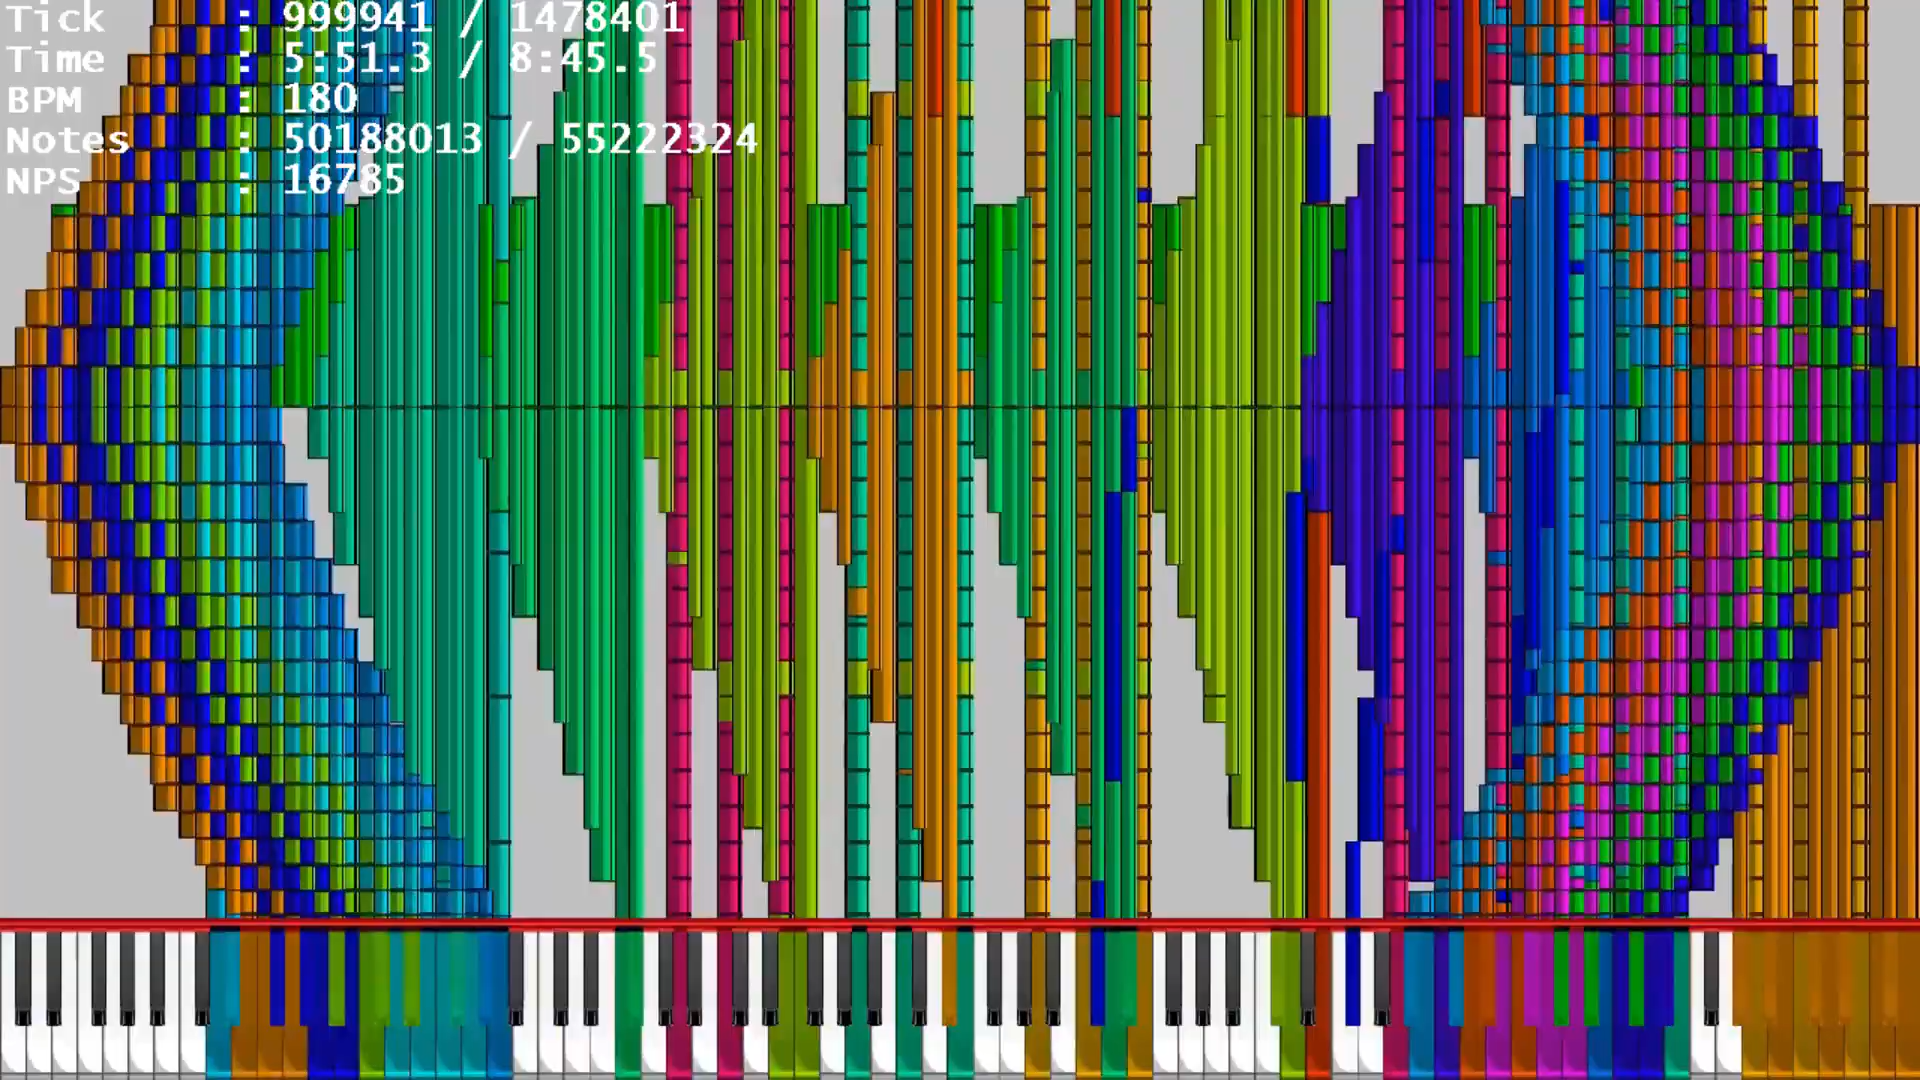 Tick : 999941 / 1478401
Time : 5:51.3 / 8:45.5
BPM : 180
Notes : 50188013 / 55222324
NPS : 16785